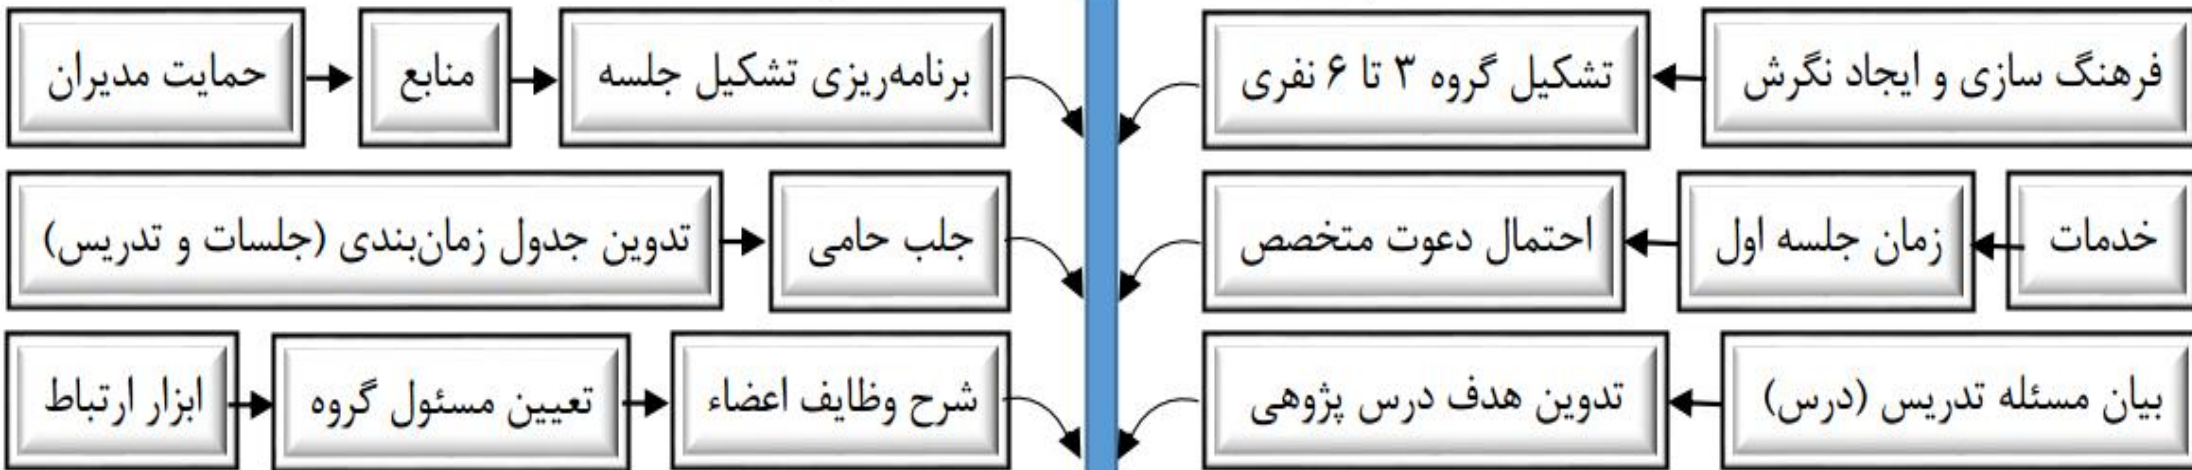 فرهنگ سازی و ایجاد نگرش
تشکیل گروه ۳ تا ۶ نفری
برنامه‌ریزی تشکیل جلسه
منابع
حمایت مدیران
خدمات
زمان جلسه اول
احتمال دعوت متخصص
جلب حامی
تدوین جدول زمان‌بندی (جلسات و تدریس)
بیان مسئله تدریس (درس)
تدوین هدف درس پژوهی
شرح وظایف اعضاء
تعیین مسئول گروه
ابزار ارتباط